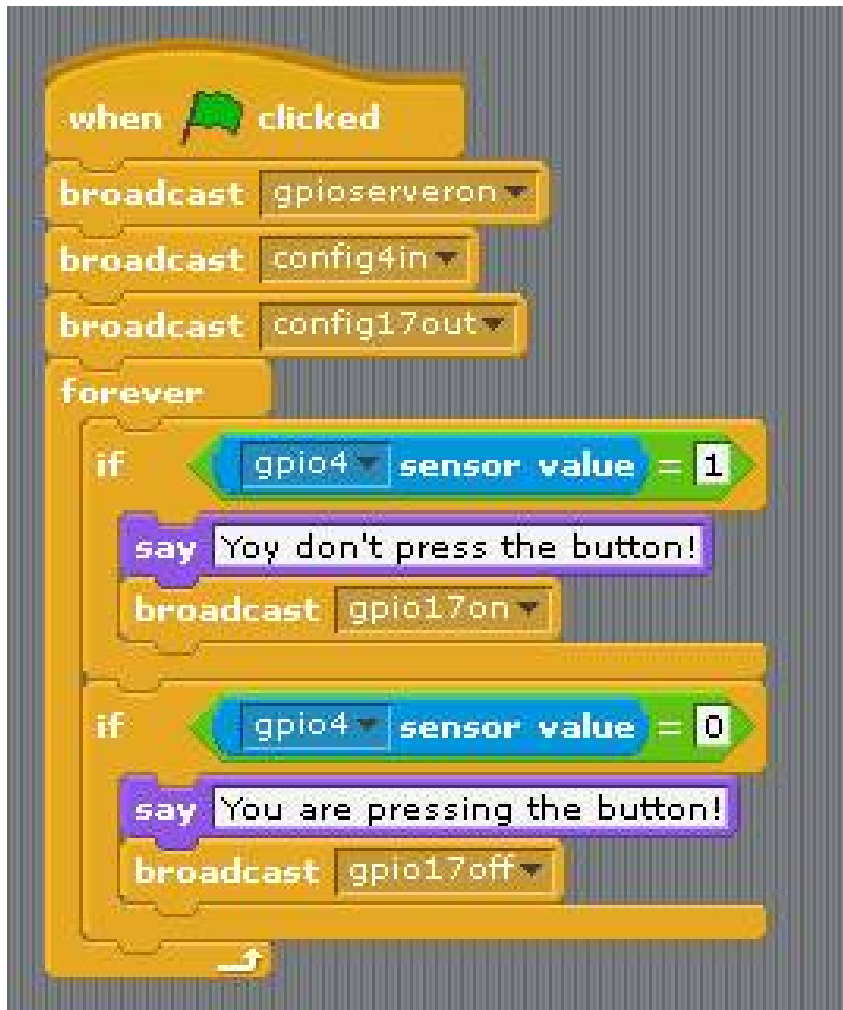 when clicked
broadcast gpioserveron
broadcast config4in
broadcast config17out
forever
if gpio4 sensor value = 1
say Yoy don't press the button!
broadcast gpio17on
if gpio4 sensor value = 0
say You are pressing the button!
broadcast gpio17off